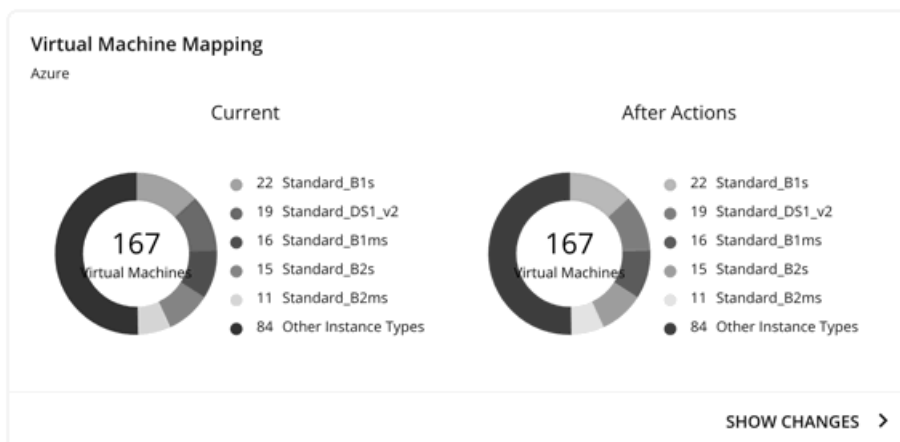 Virtual Machine Mapping
Azure
Current
167
Virtual Machines
22 Standard_B1s
19 Standard_DS1_v2
16 Standard_B1ms
15 Standard_B2s
11 Standard_B2ms
84 Other Instance Types
After Actions
167
Virtual Machines
22 Standard_B1s
19 Standard_DS1_v2
16 Standard_B1ms
15 Standard_B2s
11 Standard_B2ms
84 Other Instance Types
SHOW CHANGES